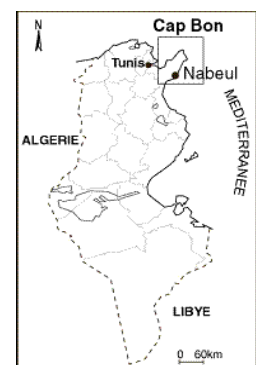 N
Cap Bon
Tunis
Nabeul
MEDITERRANEE
ALGERIE
LIBYE
0 60km